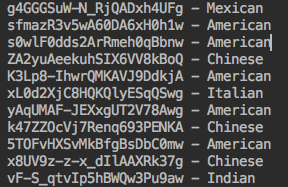 g4GGGSuW-N_RjQADxh4UFg - Mexican
sfmazR3v5wA60DA6xH0h1w - American
s0wlF0dds2ArRmeh0qBbnw - American
ZA2yuAeekuhSIX6VV8kBoQ - Chinese
K3Lp8-IhwrQMKAVJ9DdkjA - American
xL0d2XjC8HQKQlyESqQSwg - Italian
yAqUMAF-JEXxgUT2V78Awg - American
k47ZZOcVj7Renq693PENKA - Chinese
5TOFvHXSvMkBfgBsDbC0mw - American
x8UV9z-z-x_dIlAAXRk37g - Chinese
vF-S_qtvIp5hBWQw3Pu9aw - Indian